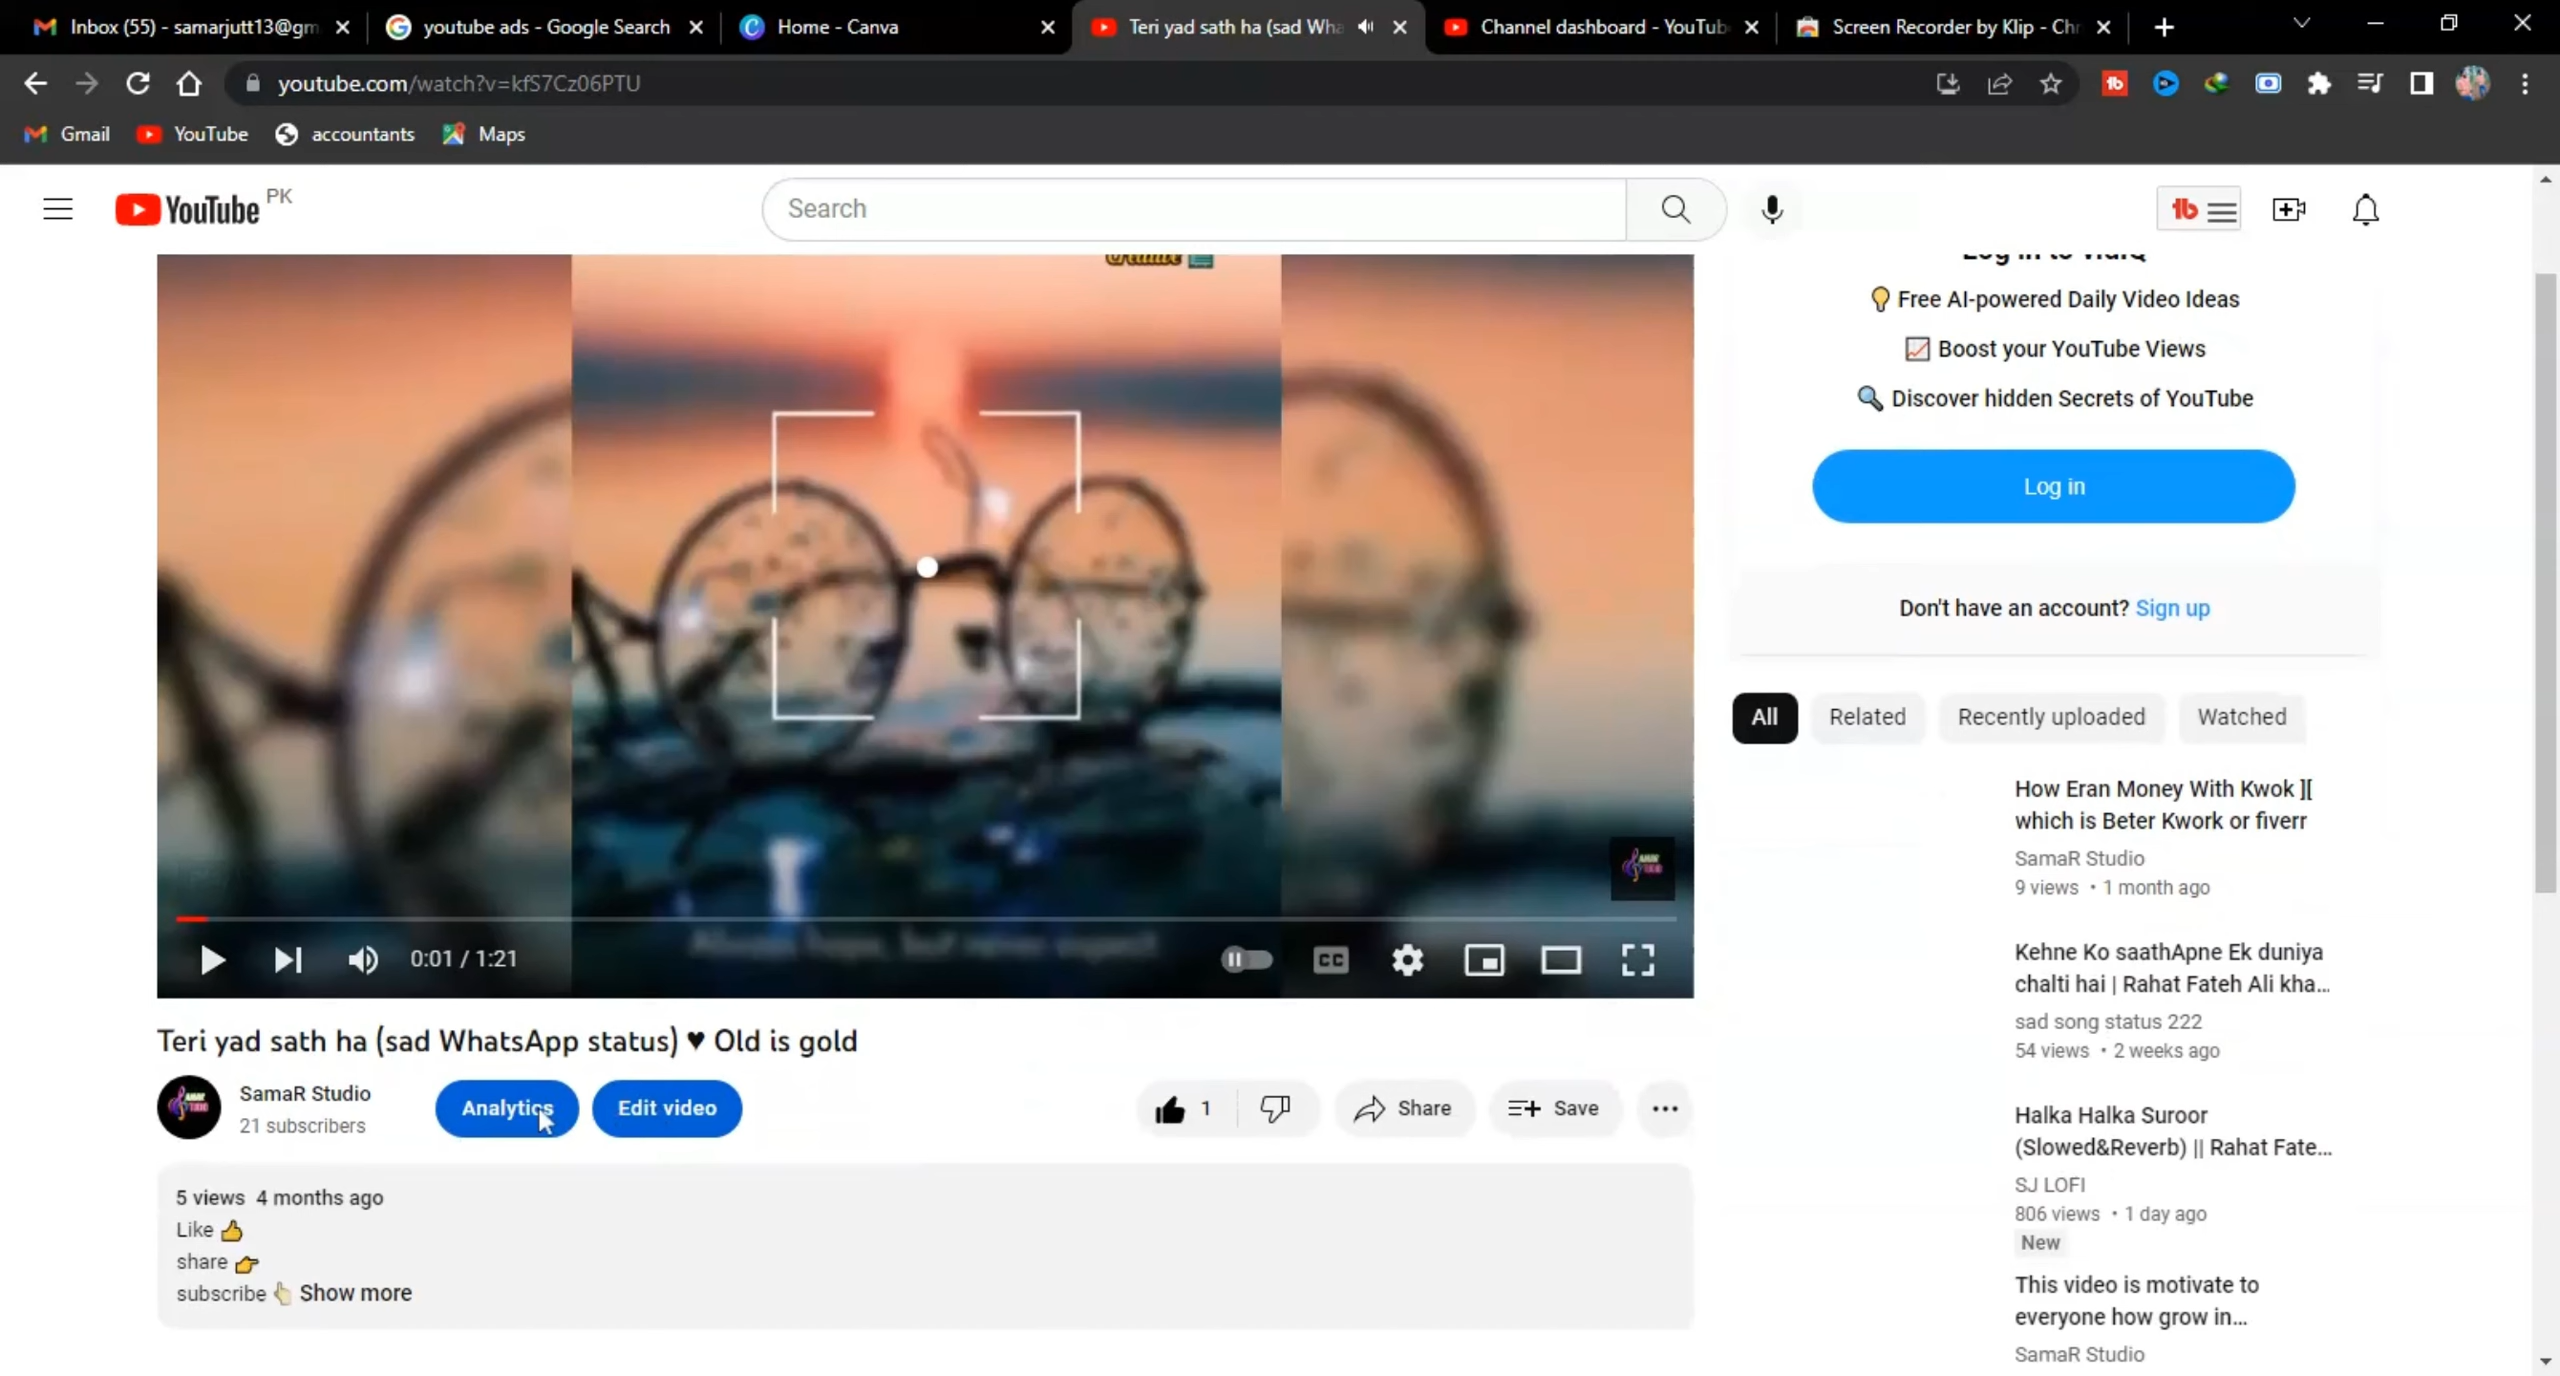 Inbox (55) - samarjutt13@gm
youtube ads - Google Search
Home - Canva
Teri yad sath ha (sad Wha
Channel dashboard - YouTub
Screen Recorder by Klip - Chr
youtube.com/watch?v=kfS7Cz06PTU
Gmail
YouTube
accountants
Maps
YouTube PK
Search
Creative
Log in to vidIQ
💡 Free AI-powered Daily Video Ideas
📈 Boost your YouTube Views
🔍 Discover hidden Secrets of YouTube
Log in
Don't have an account? Sign up
All
Related
Recently uploaded
Watched
How Eran Money With Kwok ][
which is Beter Kwork or fiverr
SamaR Studio
9 views • 1 month ago
Kehne Ko saathApne Ek duniya
chalti hai | Rahat Fateh Ali kha...
sad song status 222
54 views • 2 weeks ago
Halka Halka Suroor
(Slowed&Reverb) || Rahat Fate...
SJ LOFI
806 views • 1 day ago
New
This video is motivate to
everyone how grow in...
SamaR Studio
0:01 / 1:21
CC
Teri yad sath ha (sad WhatsApp status) ♥ Old is gold
SamaR Studio
21 subscribers
Analytics
Edit video
1
Share
Save
5 views 4 months ago
Like 👍
share 👉
subscribe 👆 Show more